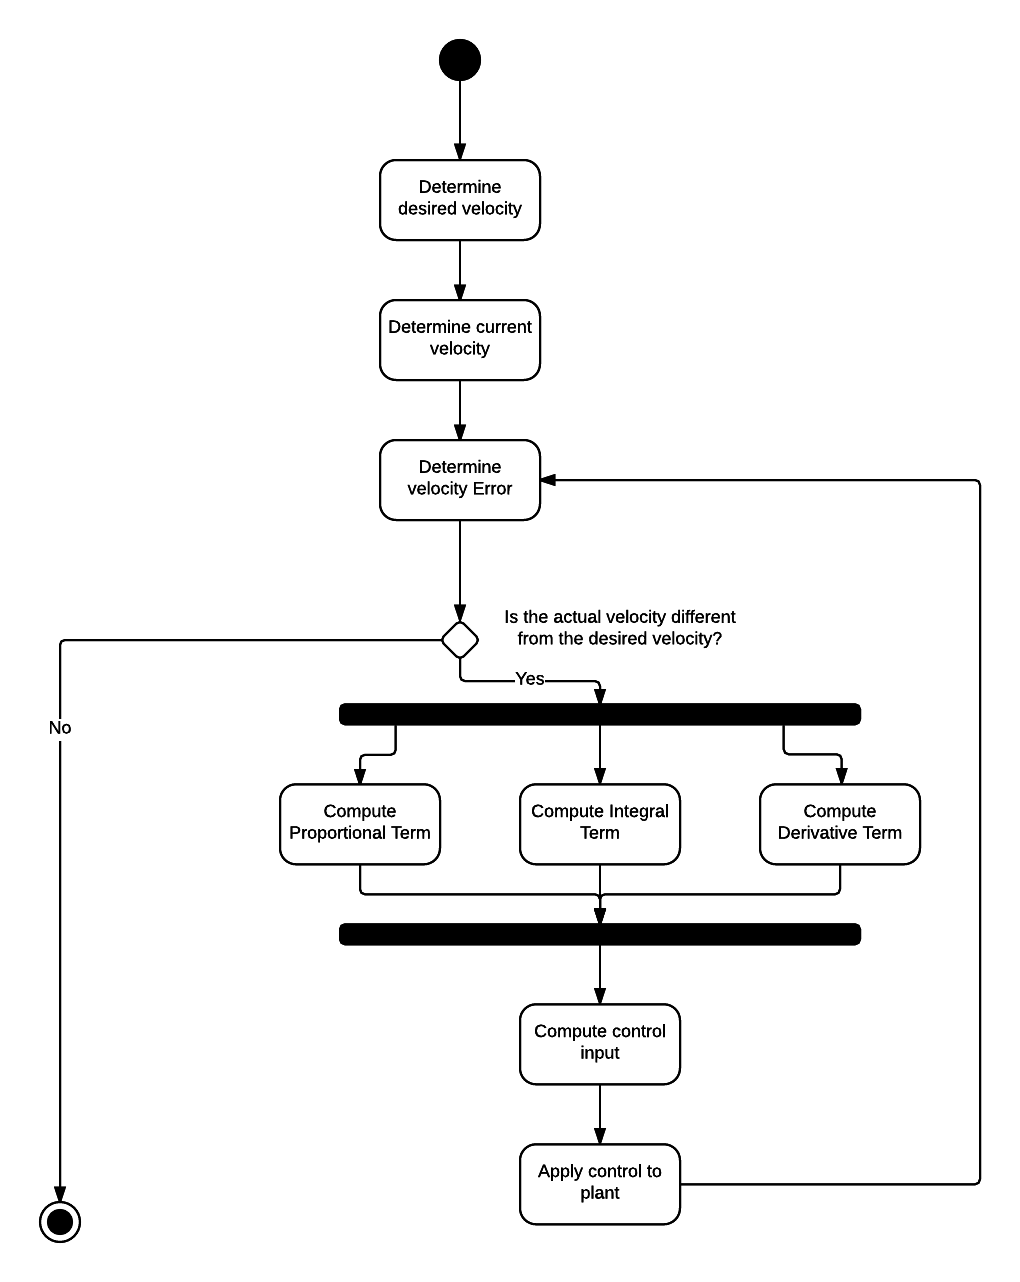 Determine
desired velocity
Determine current
velocity
Determine
velocity Error
Is the actual velocity different
from the desired velocity?
Yes
No
Compute
Proportional Term
Compute Integral
Term
Compute
Derivative Term
Compute control
input
Apply control to
plant